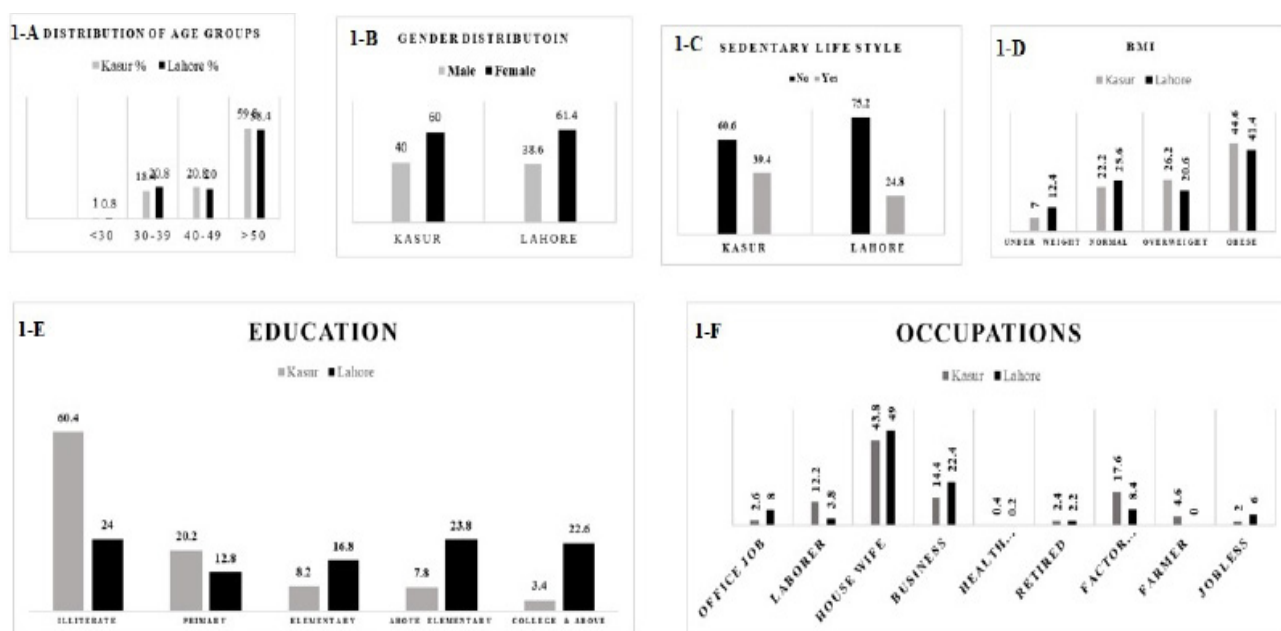 1-A DISTRIBUTION OF AGE GROUPS
Kasur % Lahore %
1 0.8 20.8 20.8 20
<30 30-39 40-49 >50
1-B GENDER DISTRIBUTOIN
Male Female
40 60 38.6 61.4
KASUR LAHORE
1-C SEDENTARY LIFE STYLE
No Yes
60.6 39.4 75.2 24.8
KASUR LAHORE
1-D BMI
Kasur Lahore
7 12.4 22.2 25.6 26.2 20.6 44.6 41.4
UNDER WEIGHT NORMAL OVERWEIGHT OBESE
1-E EDUCATION
Kasur Lahore
60.4 24 20.2 12.8 8.2 16.8 7.8 23.8 3.4 22.6
ILLITERATE PRIMARY ELEMENTARY ABOVE ELEMENTARY COLLEGE & ABOVE
1-F OCCUPATIONS
Kasur Lahore
2.6 8 12.2 3.8 43.8 49 14.4 22.4 0.4 0.2 2.4 2.2 17.6 8.4 4.6 0 2 6
OFFICE JOB LABORER HOUSE WIFE BUSINESS HEALTH... RETIRED FACTOR... FARMER JOBLESS